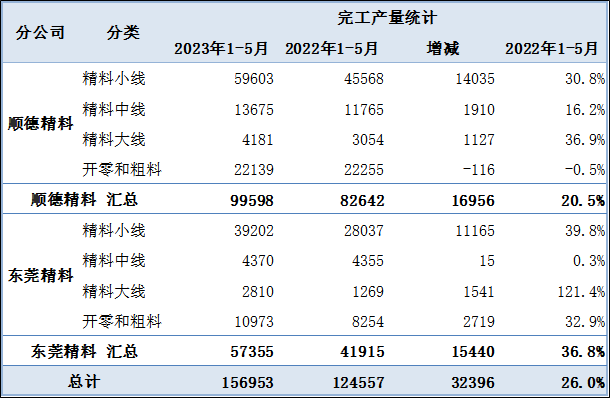 分公司 分类 完工产量统计
2023年1-5月 2022年1-5月 增减 2022年1-5月
顺德精料 精料小线 59603 45568 14035 30.8%
精料中线 13675 11765 1910 16.2%
精料大线 4181 3054 1127 36.9%
开零和粗料 22139 22255 -116 -0.5%
顺德精料 汇总 99598 82642 16956 20.5%
东莞精料 精料小线 39202 28037 11165 39.8%
精料中线 4370 4355 15 0.3%
精料大线 2810 1269 1541 121.4%
开零和粗料 10973 8254 2719 32.9%
东莞精料 汇总 57355 41915 15440 36.8%
总计 156953 124557 32396 26.0%